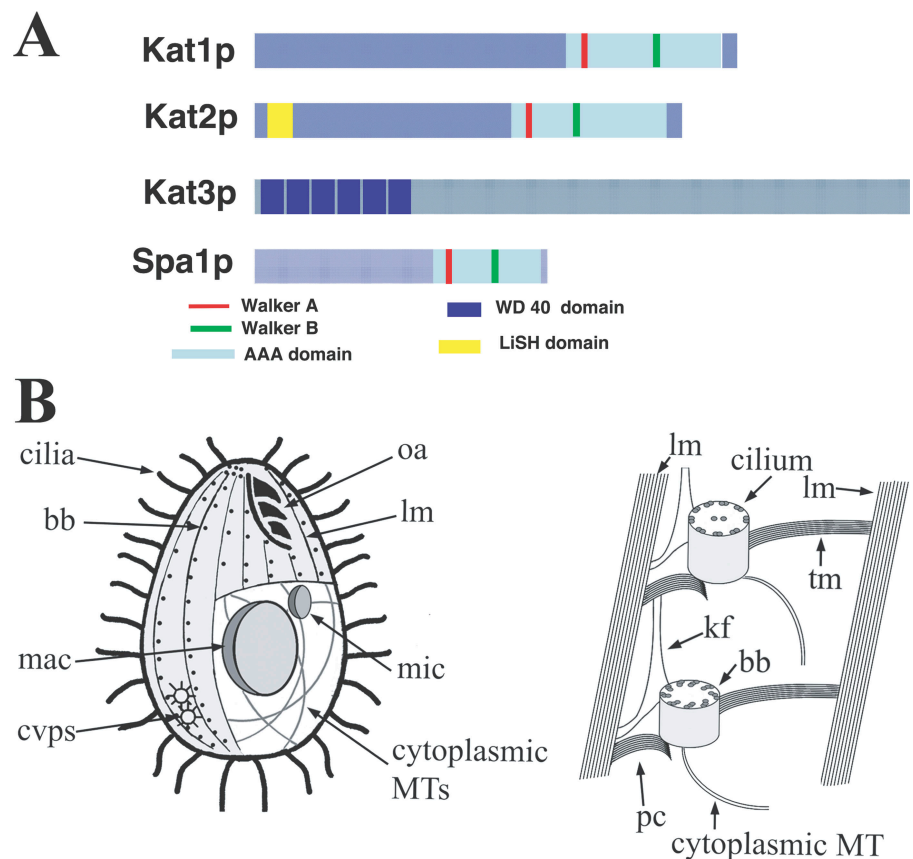 A
Kat1p
Kat2p
Kat3p
Spa1p
Walker A
Walker B
AAA domain
WD 40 domain
LiSH domain
B
cilia
bb
mac
cvps
oa
lm
mic
cytoplasmic
MTs
lm
cilium
lm
tm
kf
bb
pc
cytoplasmic MT